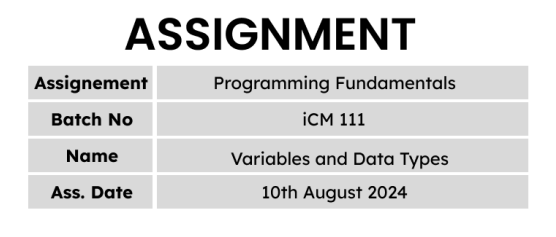 ASSIGNMENT
Assignement Programming Fundamentals
Batch No iCM 111
Name Variables and Data Types
Ass. Date 10th August 2024